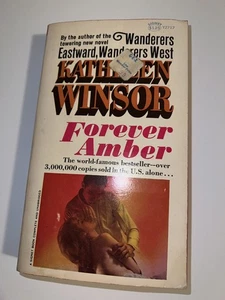 By the author of the
towering new novel
Wanderers
Eastward, Wanderers West
KATHLEEN
WINSOR
Forever
Amber
The world-famous bestseller—over
3,000,000 copies sold in the U.S. alone...